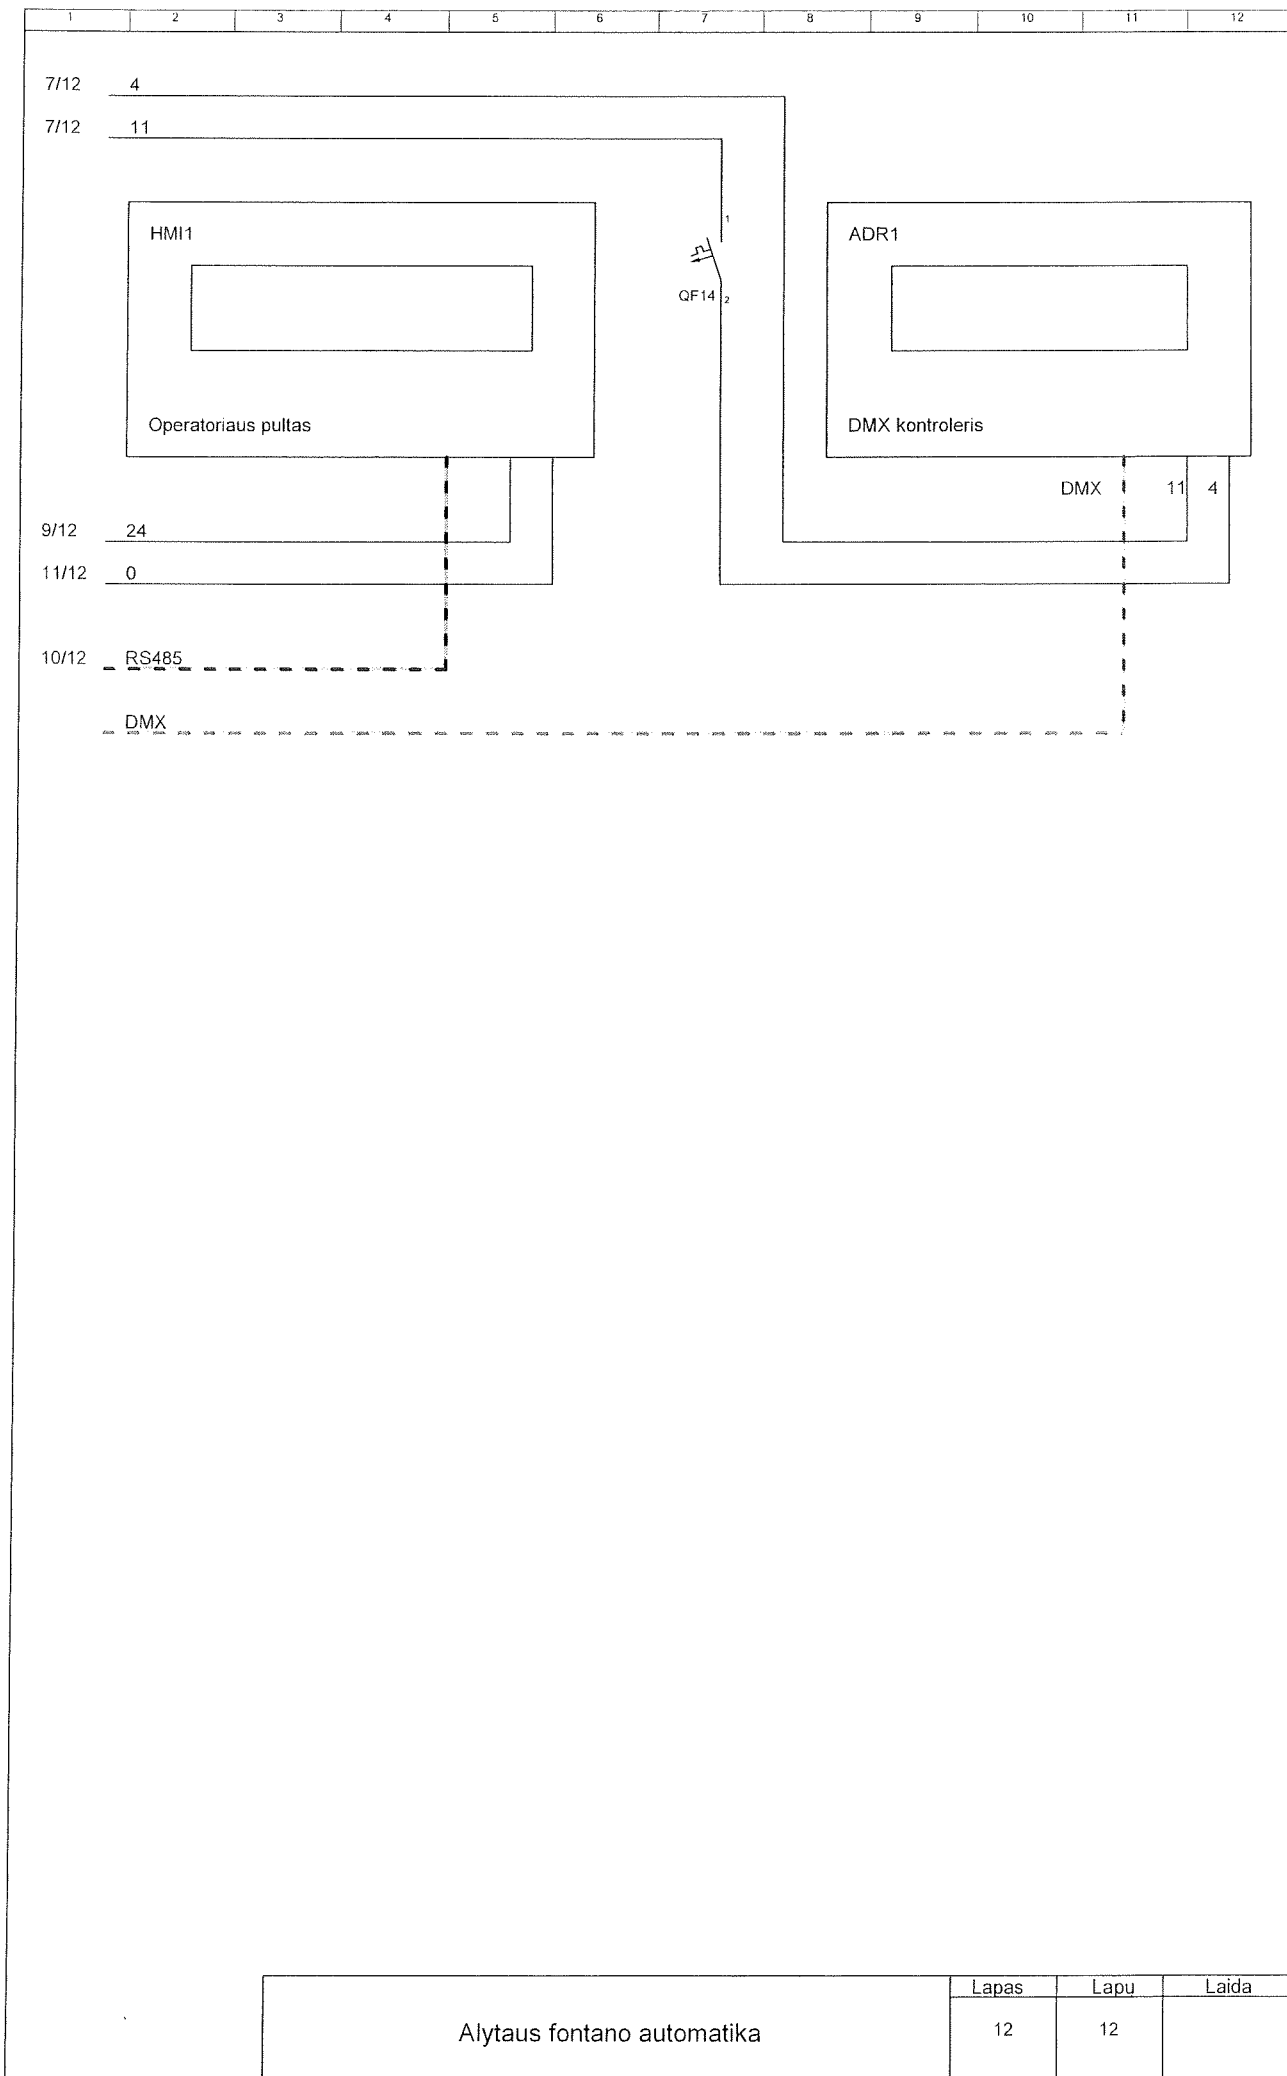 1 2 3 4 5 6 7 8 9 10 11 12
7/12 4
7/12 11
1
HMI1
ADR1
QF14 2
Operatoriaus pultas
DMX kontroleris
DMX 11 4
9/12 24
11/12 0
10/12 RS485
DMX
Lapas Lapu Laida
Alytaus fontano automatika 12 12